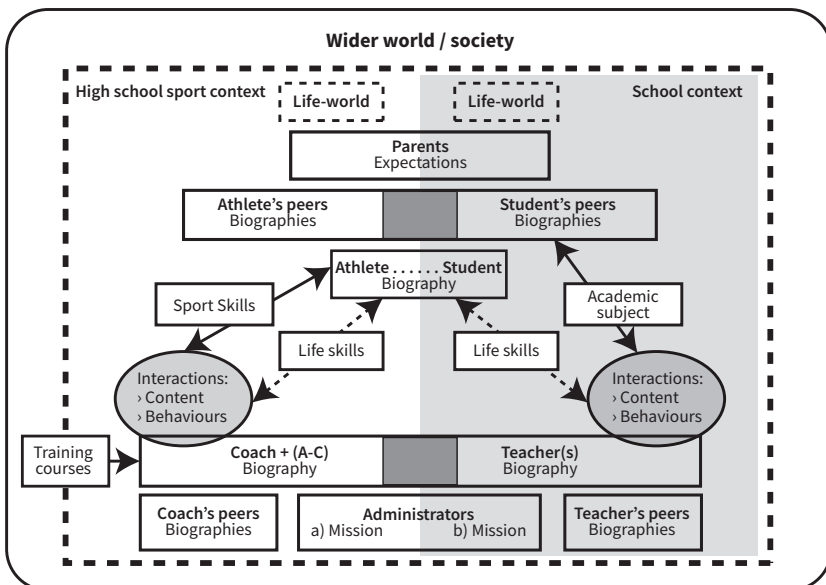 Wider world / society
High school sport context
School context
Life-world
Life-world
Parents
Expectations
Athlete's peers
Biographies
Student's peers
Biographies
Athlete . . . . . . Student
Biography
Sport Skills
Academic
subject
Life skills
Life skills
Interactions:
› Content
› Behaviours
Interactions:
› Content
› Behaviours
Training
courses
Coach + (A-C)
Biography
Teacher(s)
Biography
Coach's peers
Biographies
Administrators
a) Mission
b) Mission
Teacher's peers
Biographies